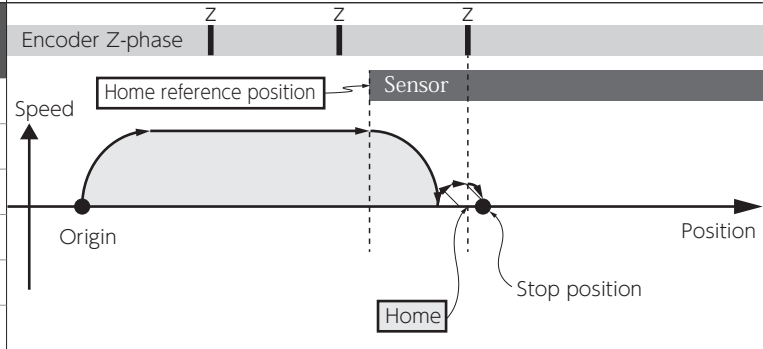 Z Z Z
Encoder Z-phase
Sensor
Home reference position
Speed
Origin
Position
Stop position
Home